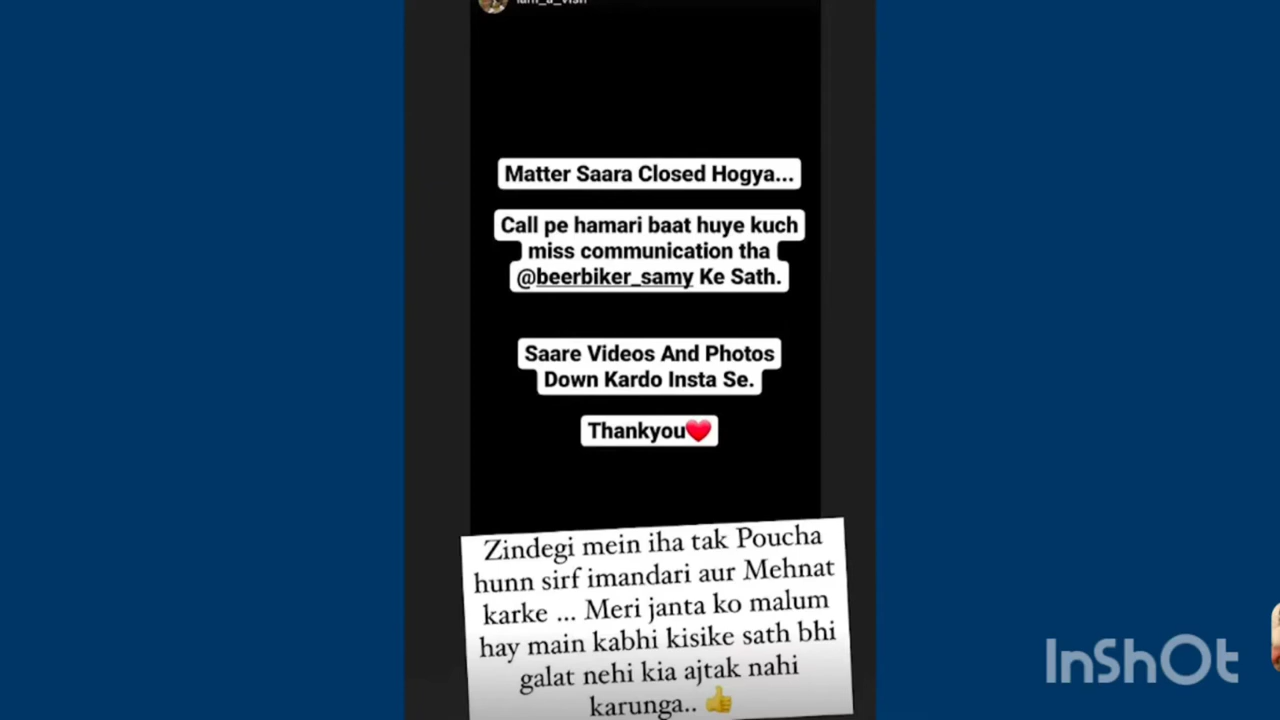 Matter Saara Closed Hogya...
Call pe hamari baat huye kuch
miss communication tha
@beerbiker_samy Ke Sath.
Saare Videos And Photos
Down Kardo Insta Se.
Thankyou❤️
Zindegi mein iha tak Poucha
hunn sirf imandari aur Mehnat
karke ... Meri janta ko malum
hay main kabhi kisike sath bhi
galat nehi kia ajtak nahi
karunga.. 👍
InShOt